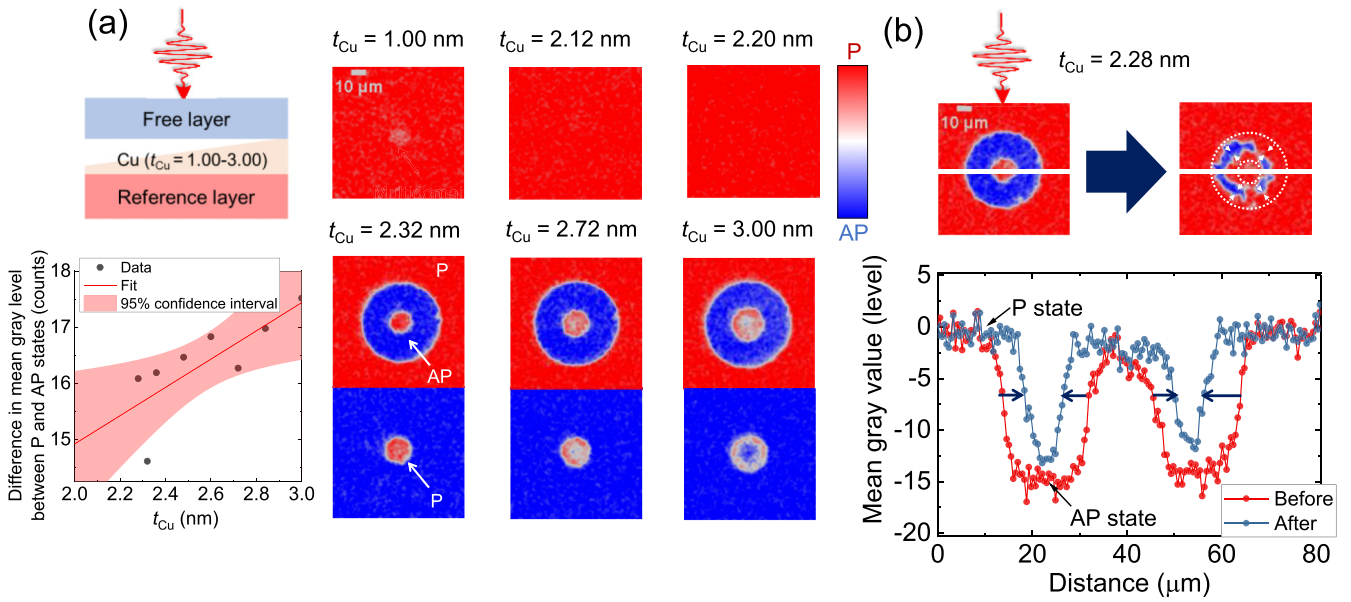 (a)
Free layer
Cu (tCu = 1.00-3.00)
Reference layer
tCu = 1.00 nm
tCu = 2.12 nm
tCu = 2.20 nm
10 μm
P
AP
tCu = 2.32 nm
tCu = 2.72 nm
tCu = 3.00 nm
P
AP
P
Difference in mean gray level
between P and AP states (counts)
18
17
16
15
Data
Fit
95% confidence interval
2.0
2.2
2.4
2.6
2.8
3.0
tCu (nm)
(b)
tCu = 2.28 nm
10 μm
Mean gray value (level)
5
0
−5
−10
−15
−20
P state
AP state
Before
After
0
20
40
60
80
Distance (μm)